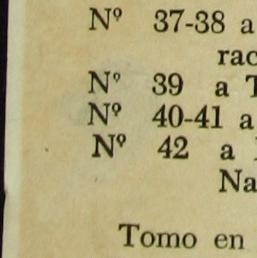 Nº 37-38 a
rac
Nº 39 a T
Nº 40-41 a
Nº 42 a
Na
Tomo en